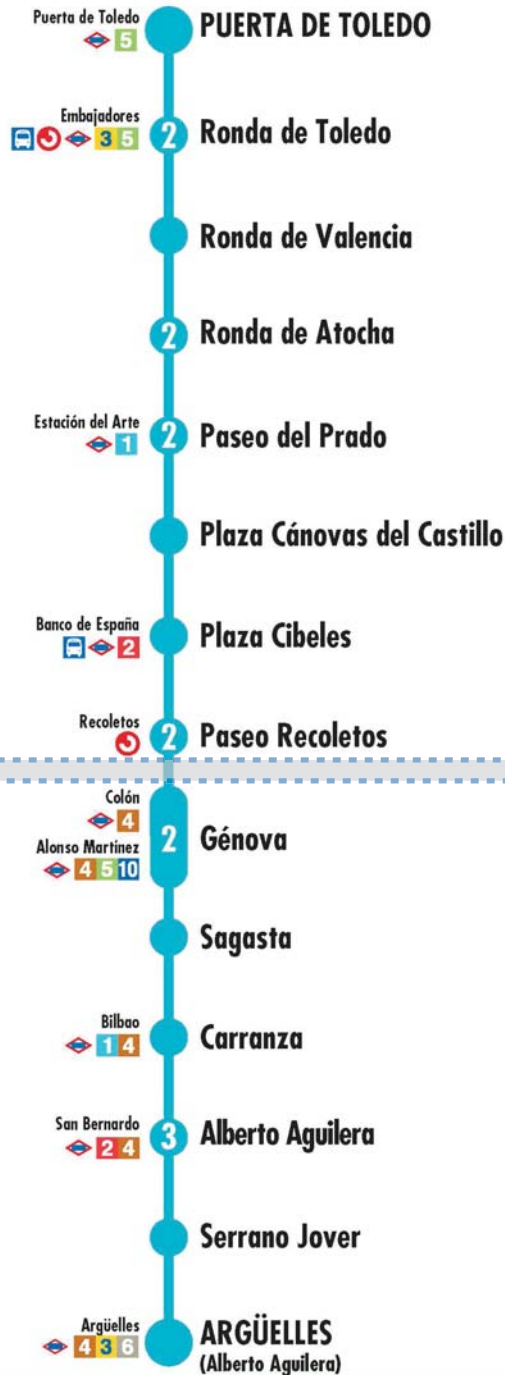 Puerta de Toledo
5
PUERTA DE TOLEDO
Embajadores
3 5
2
Ronda de Toledo
Ronda de Valencia
2
Ronda de Atocha
Estación del Arte
1
2
Paseo del Prado
Plaza Cánovas del Castillo
Banco de España
2
Plaza Cibeles
Recoletos
2
Paseo Recoletos
Colón
4
Alonso Martínez
4 5 10
2
Génova
Sagasta
Bilbao
1 4
Carranza
San Bernardo
2 4
3
Alberto Aguilera
Serrano Jover
Argüelles
4 3 6
ARGÜELLES
(Alberto Aguilera)